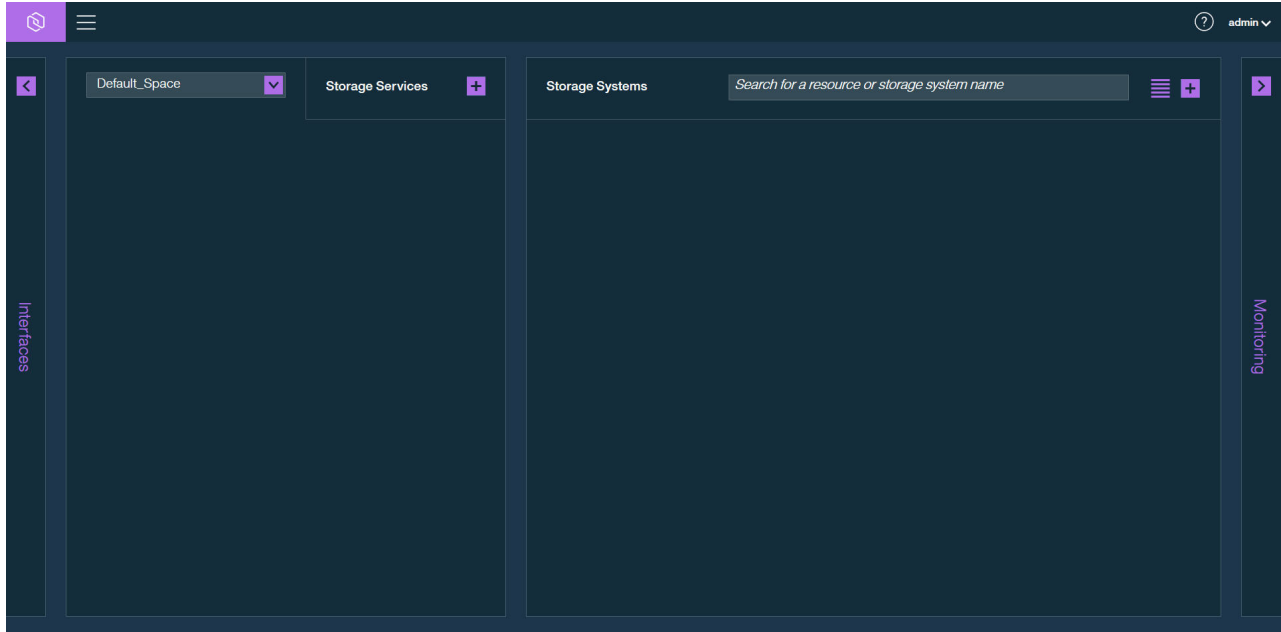 admin
Default_Space
Storage Services
Storage Systems
Search for a resource or storage system name
Interfaces
Monitoring